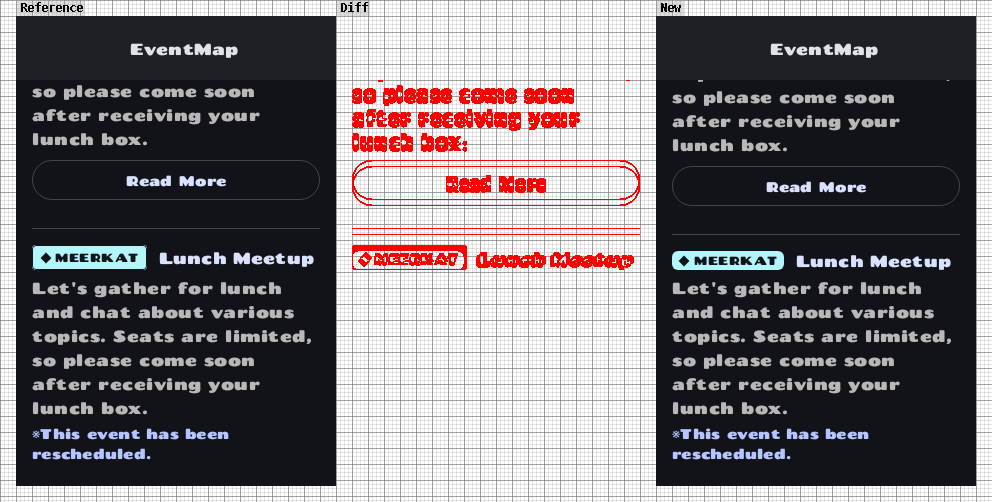 Reference
Diff
New
EventMap
so please come soon
after receiving your
lunch box.
Read More
◆MEERKAT Lunch Meetup
Let's gather for lunch
and chat about various
topics. Seats are limited,
so please come soon
after receiving your
lunch box.
※This event has been
rescheduled.
so please come soon
after receiving your
lunch box.
Read More
◆MEERKAT Lunch Meetup
EventMap
so please come soon
after receiving your
lunch box.
Read More
◆MEERKAT Lunch Meetup
Let's gather for lunch
and chat about various
topics. Seats are limited,
so please come soon
after receiving your
lunch box.
※This event has been
rescheduled.